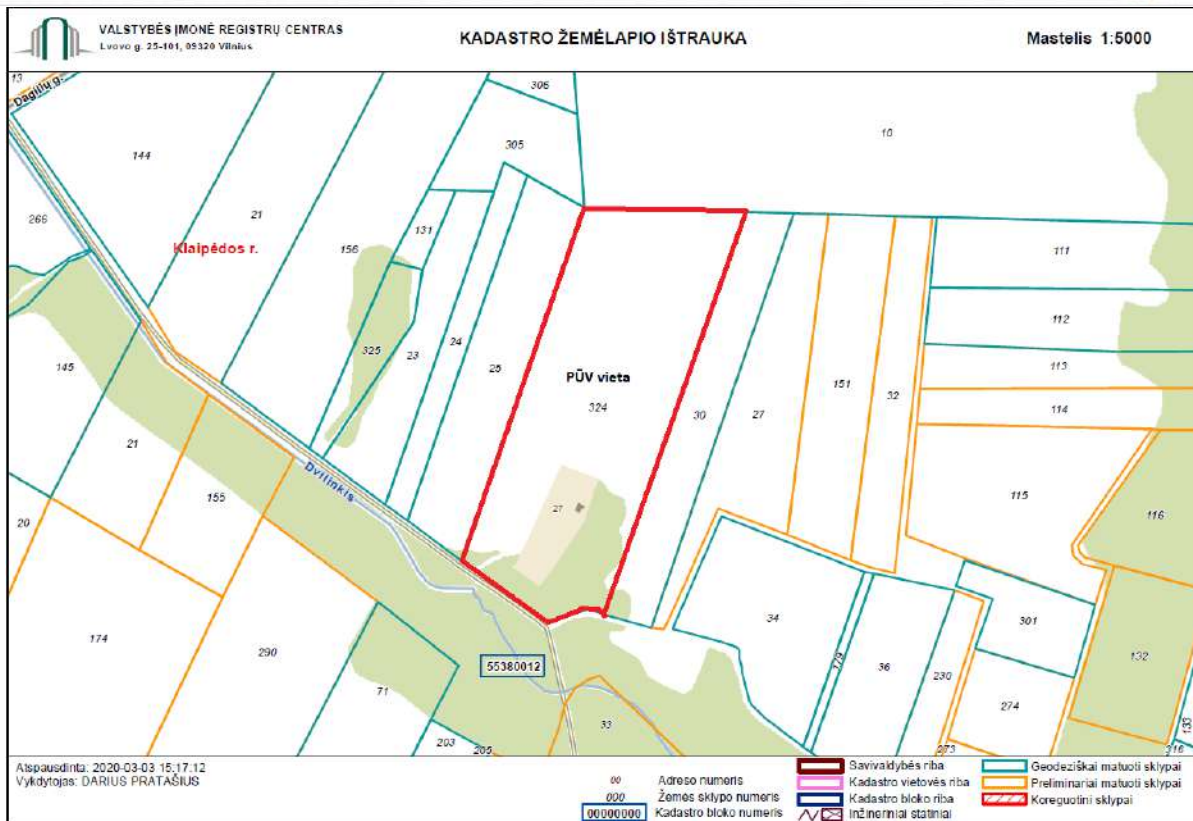 VALSTYBĖS ĮMONĖ REGISTRŲ CENTRAS
Lvovo g. 25-101, 09320 Vilnius
KADASTRO ŽEMĖLAPIO IŠTRAUKA
Mastelis 1:5000
13
Dagilių g.
306
10
144
305
266
21
131
111
Klaipėdos r.
156
112
325
23
24
PŪV vieta
151
32
113
145
324
30
27
114
21
115
Dvilinkis
155
27
116
20
34
301
174
55380012
179
36
132
290
230
71
274
33
133
203
205
273
316
Atspausdinta: 2020-03-03 15:17:12
Vykdytojas: DARIUS PRATAŠIUS
00 Adreso numeris
000 Žemės sklypo numeris
00000000 Kadastro bloko numeris
Savivaldybės riba
Kadastro vietovės riba
Kadastro bloko riba
Inžineriniai statiniai
Geodeziškai matuoti sklypai
Preliminariai matuoti sklypai
Koreguotini sklypai